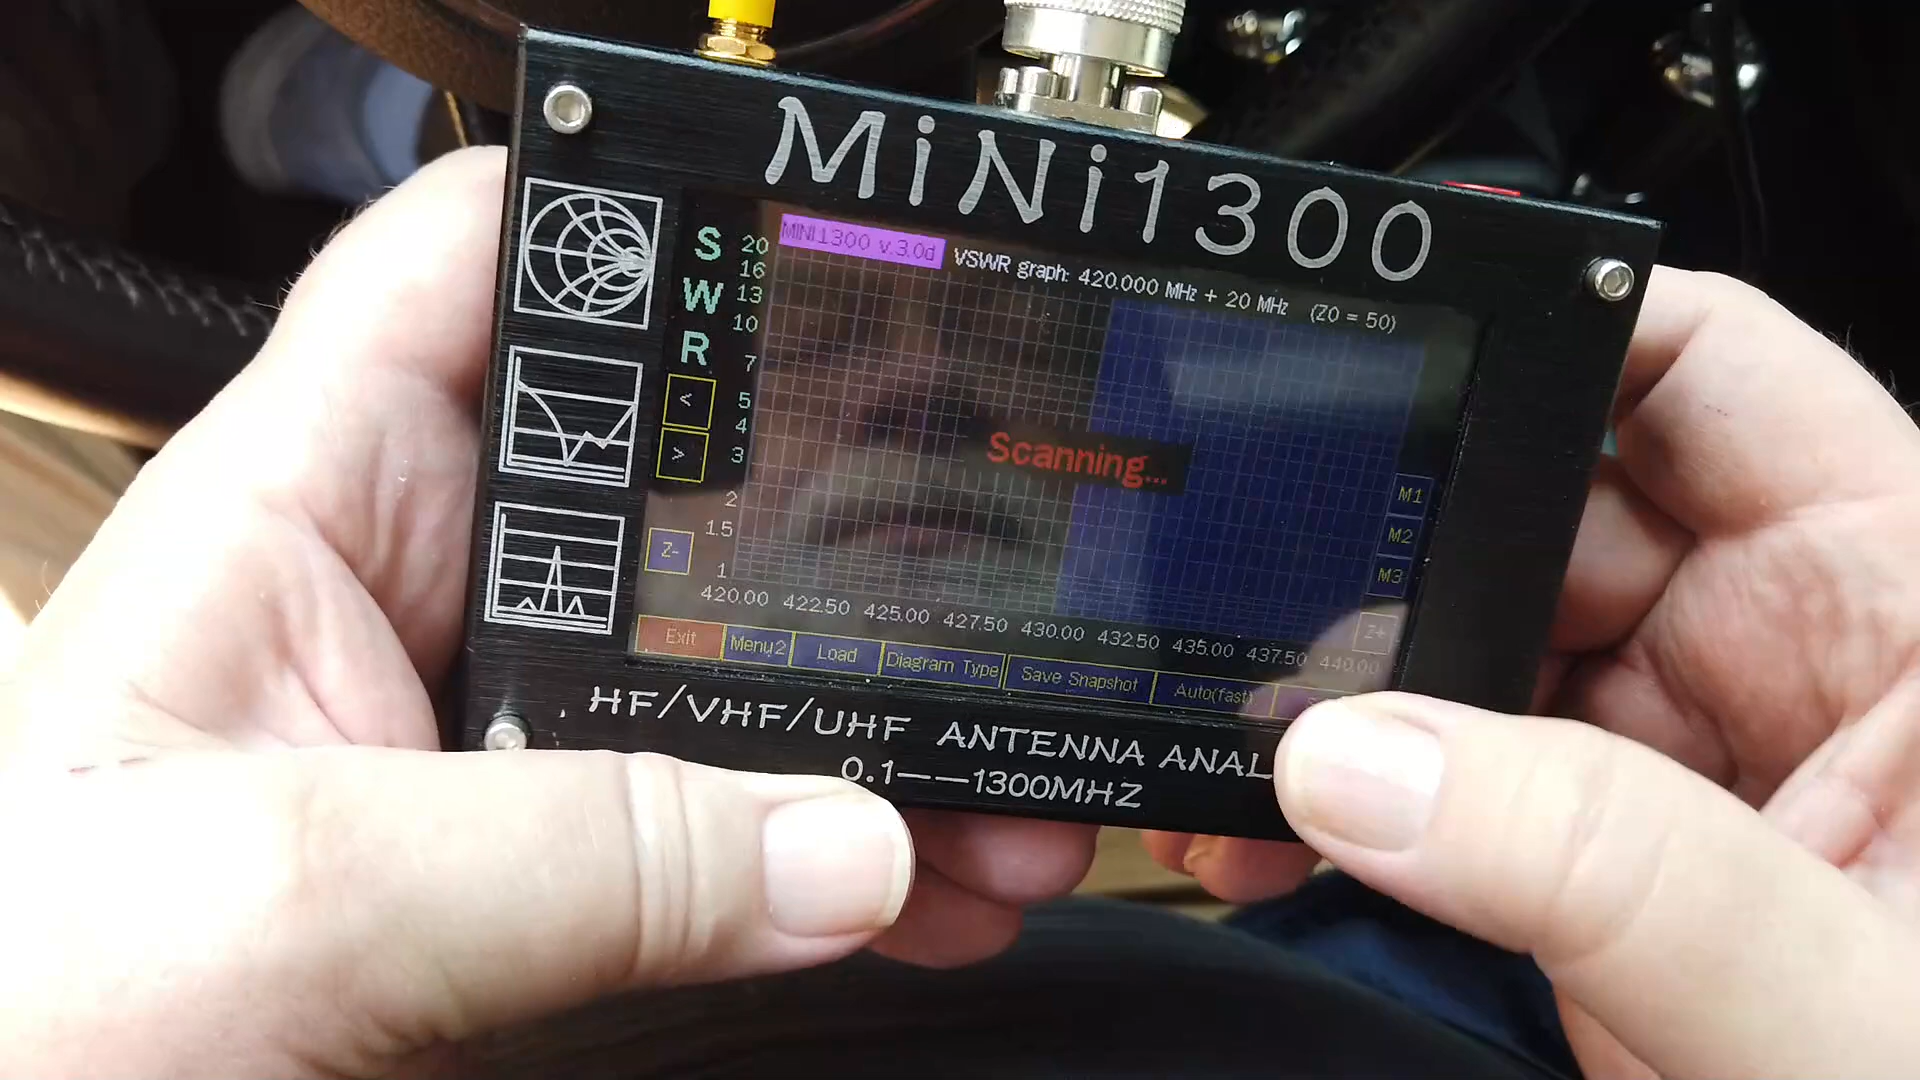 MiNi1300
MINI1300 v.3.0d VSWR graph: 420.000 MHz + 20 MHz (Z0 = 50)
S
W
R
20
16
13
10
7
5
4
3
2
1.5
1
<
>
Scanning...
Z-
M1
M2
M3
Z+
420.00 422.50 425.00 427.50 430.00 432.50 435.00 437.50 440.00
Exit Menu2 Load Diagram Type Save Snapshot Auto(fast)
HF/VHF/UHF ANTENNA ANAL
0.1——1300MHZ